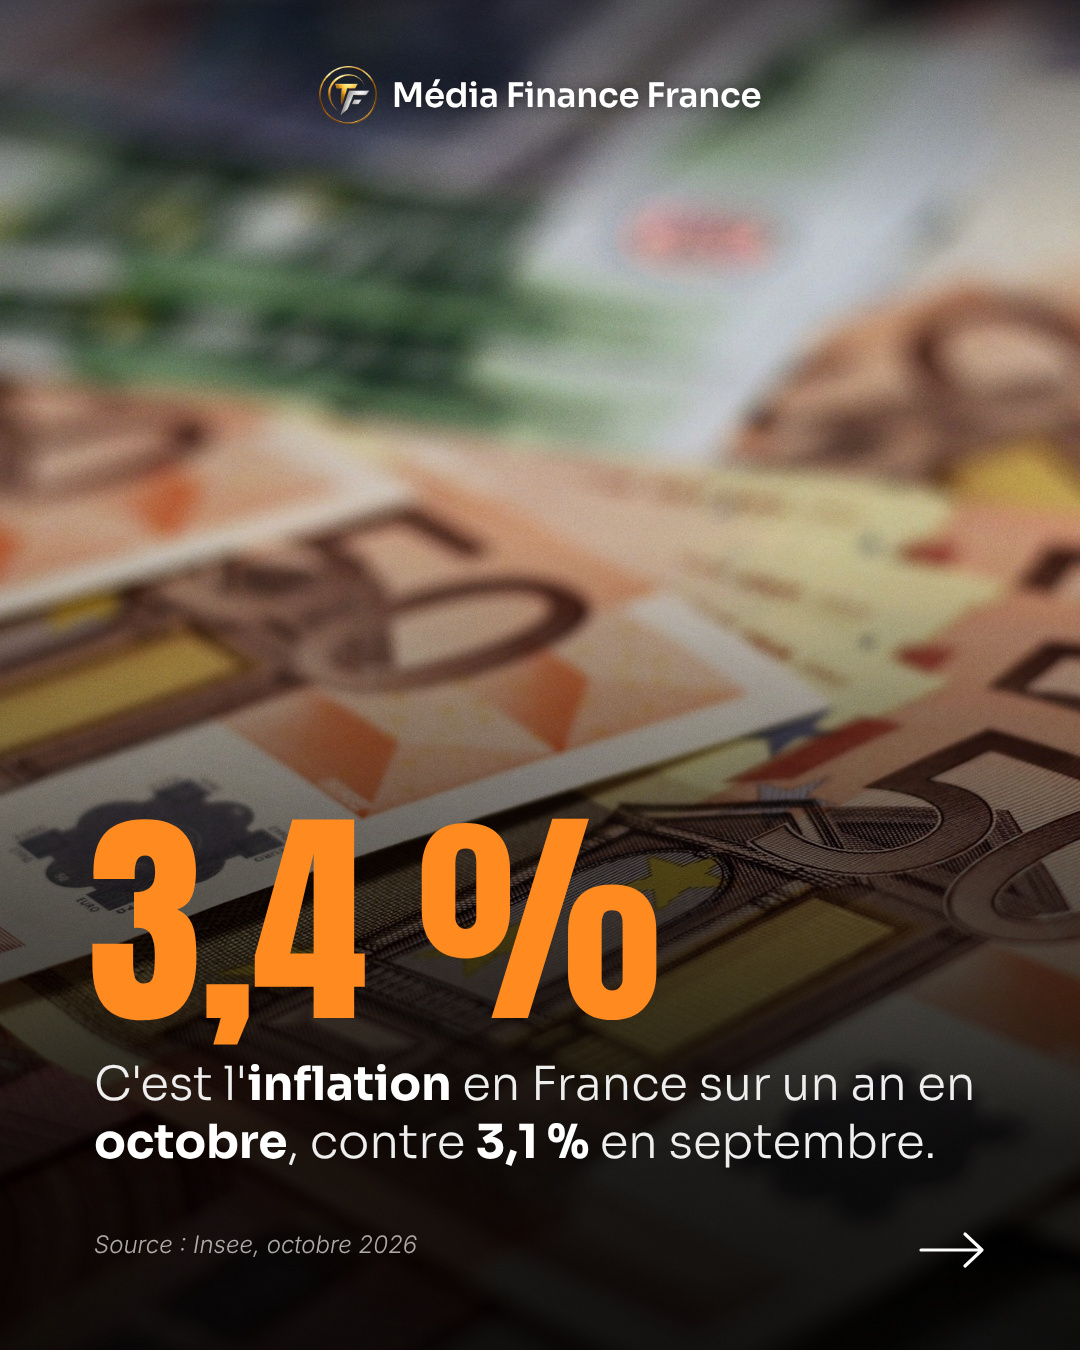 Média Finance France
3,4 %
C'est l'inflation en France sur un an en
octobre, contre 3,1 % en septembre.
Source : Insee, octobre 2026